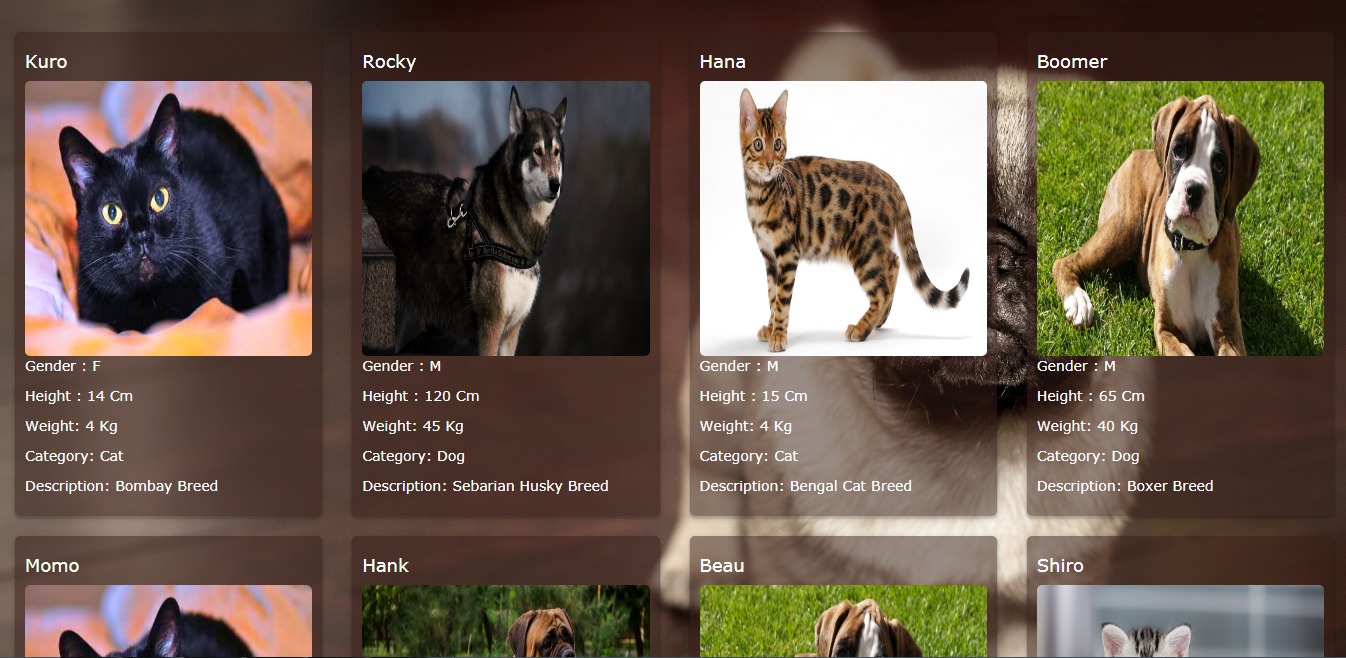 Kuro
Gender : F
Height : 14 Cm
Weight: 4 Kg
Category: Cat
Description: Bombay Breed
Rocky
Gender : M
Height : 120 Cm
Weight: 45 Kg
Category: Dog
Description: Sebarian Husky Breed
Hana
Gender : M
Height : 15 Cm
Weight: 4 Kg
Category: Cat
Description: Bengal Cat Breed
Boomer
Gender : M
Height : 65 Cm
Weight: 40 Kg
Category: Dog
Description: Boxer Breed
Momo
Hank
Beau
Shiro